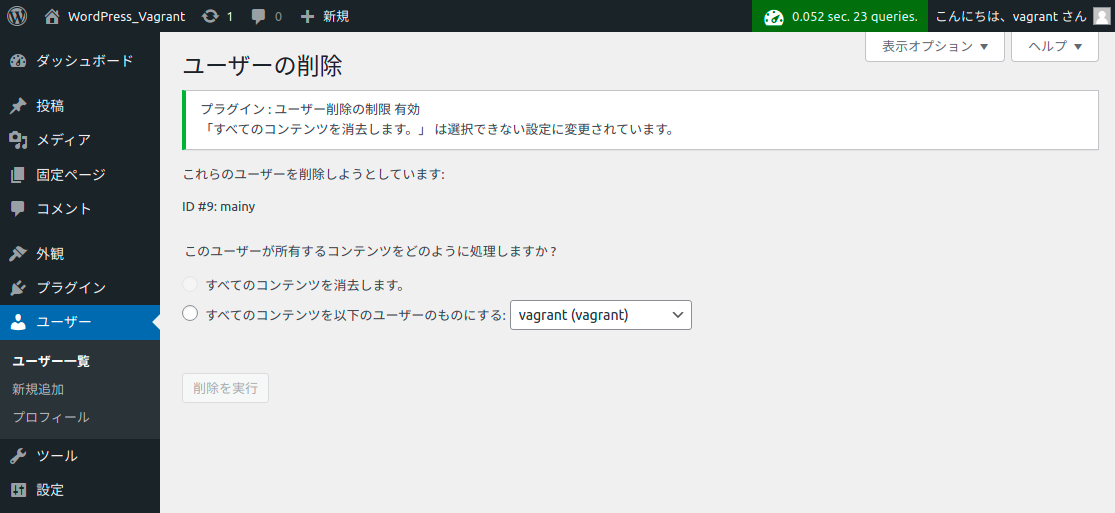 WordPress_Vagrant 1 0 新規 0.052 sec. 23 queries. こんにちは、vagrant さん
ダッシュボード
投稿
メディア
固定ページ
コメント
外観
プラグイン
ユーザー
ユーザー一覧
新規追加
プロフィール
ツール
設定
表示オプション ▼ ヘルプ ▼
ユーザーの削除
プラグイン : ユーザー削除の制限 有効
「すべてのコンテンツを消去します。」 は選択できない設定に変更されています。
これらのユーザーを削除しようとしています:
ID #9: mainy
このユーザーが所有するコンテンツをどのように処理しますか ?
すべてのコンテンツを消去します。
すべてのコンテンツを以下のユーザーのものにする: vagrant (vagrant)
削除を実行